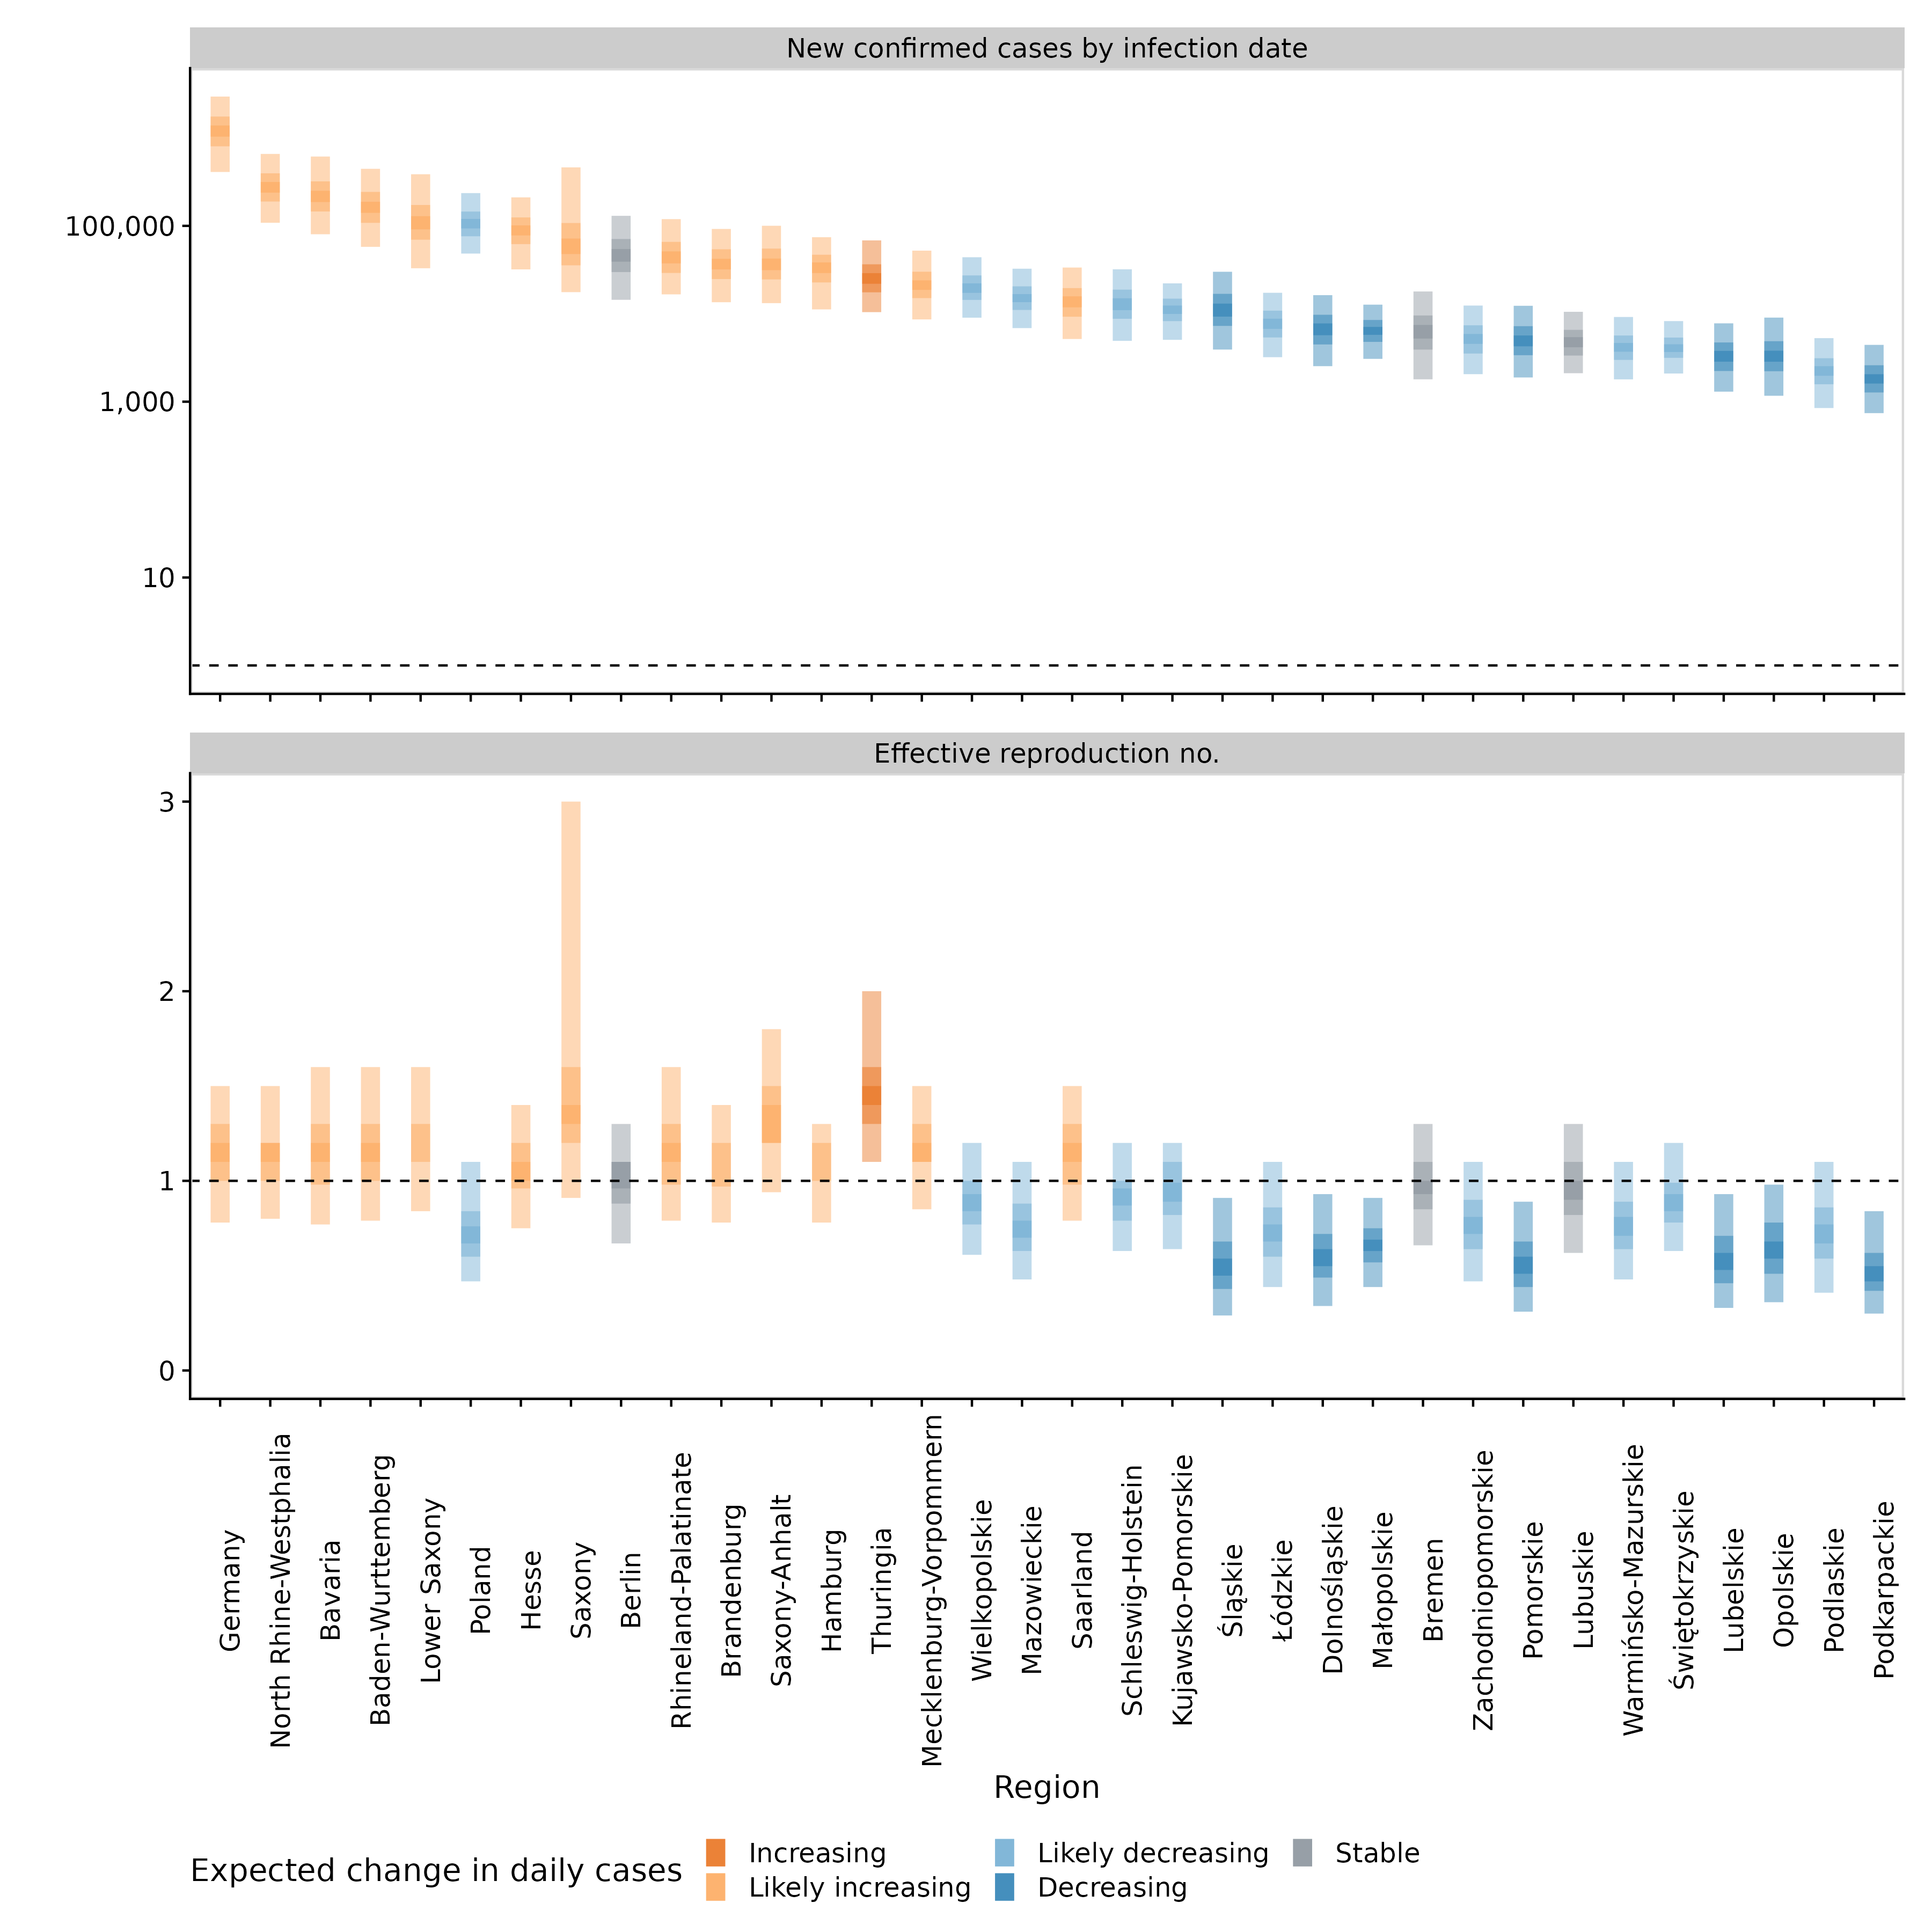 New confirmed cases by infection date
100,000
1,000
10
Effective reproduction no.
3
2
1
0
Germany
North Rhine-Westphalia
Bavaria
Baden-Wurttemberg
Lower Saxony
Poland
Hesse
Saxony
Berlin
Rhineland-Palatinate
Brandenburg
Saxony-Anhalt
Hamburg
Thuringia
Mecklenburg-Vorpommern
Wielkopolskie
Mazowieckie
Saarland
Schleswig-Holstein
Kujawsko-Pomorskie
Śląskie
Łódzkie
Dolnośląskie
Małopolskie
Bremen
Zachodniopomorskie
Pomorskie
Lubuskie
Warmińsko-Mazurskie
Świętokrzyskie
Lubelskie
Opolskie
Podlaskie
Podkarpackie
Region
Expected change in daily cases
Increasing
Likely increasing
Likely decreasing
Decreasing
Stable